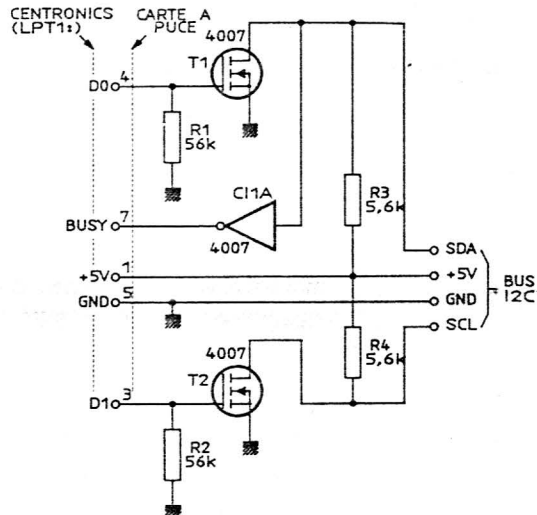 CENTRONICS
(LPT1:)
CARTE A
PUCE
4007
T1
D0
4
R1
56k
CI1A
BUSY
7
4007
R3
5,6k
SDA
+5V
1
+5V
BUS
I2C
GND
5
GND
SCL
4007
R4
5,6k
T2
D1
3
R2
56k